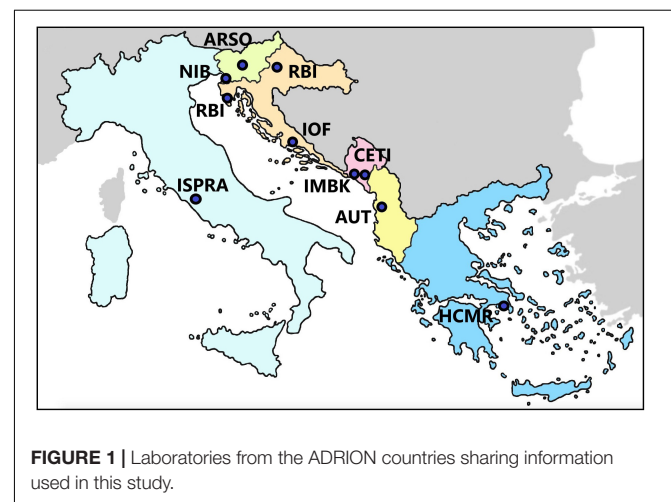 ARSO
NIB
RBI
RBI
IOF
CETI
ISPRA
IMBK
AUT
HCMR
FIGURE 1 | Laboratories from the ADRION countries sharing information
used in this study.